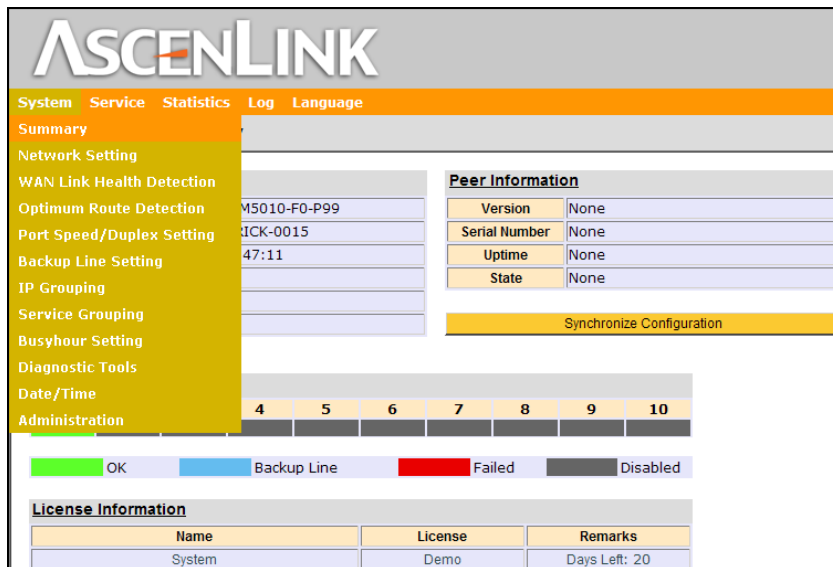 ASCENLINK
System Service Statistics Log Language
Summary
Network Setting
WAN Link Health Detection
Optimum Route Detection
Port Speed/Duplex Setting
Backup Line Setting
IP Grouping
Service Grouping
Busyhour Setting
Diagnostic Tools
Date/Time
Administration
M5010-F0-P99
RICK-0015
47:11
Peer Information
Version None
Serial Number None
Uptime None
State None
Synchronize Configuration
4 5 6 7 8 9 10
OK Backup Line Failed Disabled
License Information
Name License Remarks
System Demo Days Left: 20